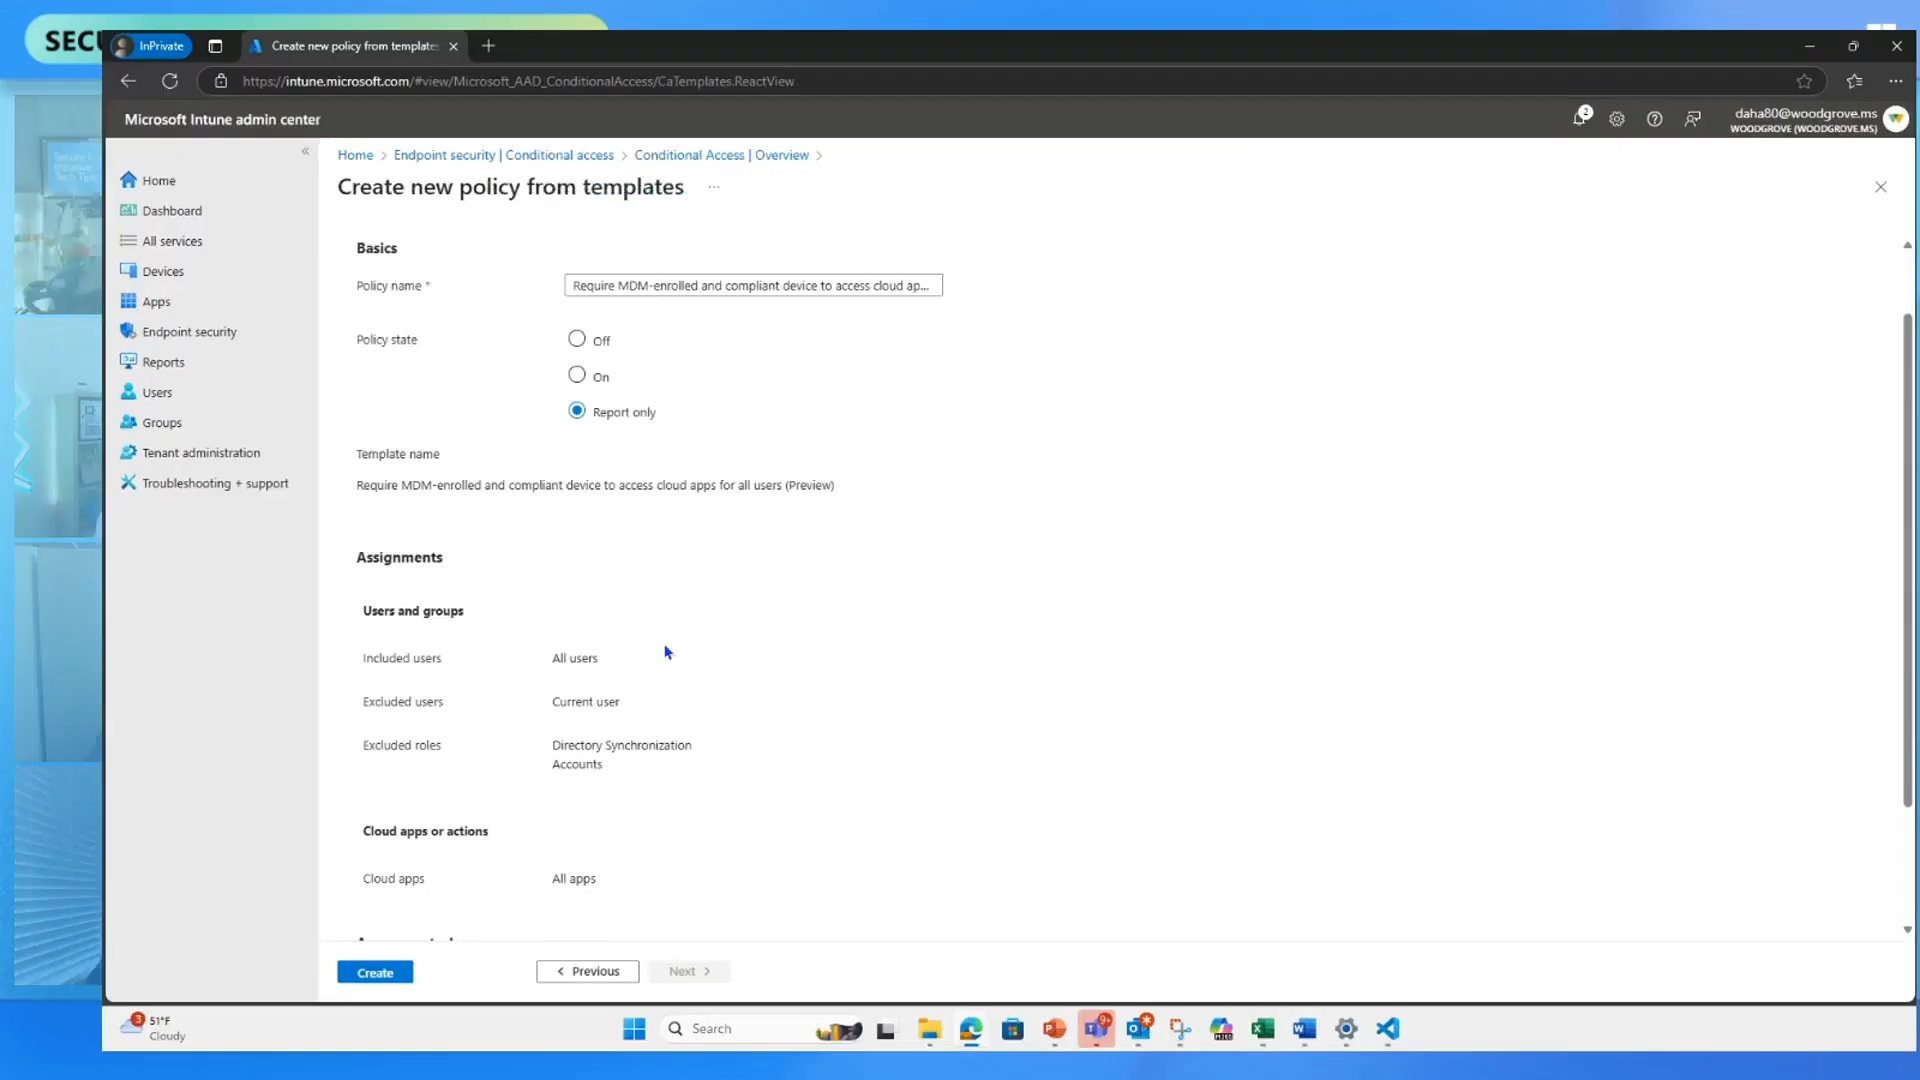 SECU
InPrivate
Create new policy from templates
https://intune.microsoft.com/#view/Microsoft_AAD_ConditionalAccess/CaTemplates.ReactView
Microsoft Intune admin center
2
daha80@woodgrove.ms
WOODGROVE (WOODGROVE.MS)
Home > Endpoint security | Conditional access > Conditional Access | Overview >
Create new policy from templates ...
Home
Dashboard
All services
Devices
Apps
Endpoint security
Reports
Users
Groups
Tenant administration
Troubleshooting + support
Basics
Policy name *
Require MDM-enrolled and compliant device to access cloud ap...
Policy state
Off
On
Report only
Template name
Require MDM-enrolled and compliant device to access cloud apps for all users (Preview)
Assignments
Users and groups
Included users
All users
Excluded users
Current user
Excluded roles
Directory Synchronization
Accounts
Cloud apps or actions
Cloud apps
All apps
Create
< Previous
Next >
3
51°F
Cloudy
Search
9+